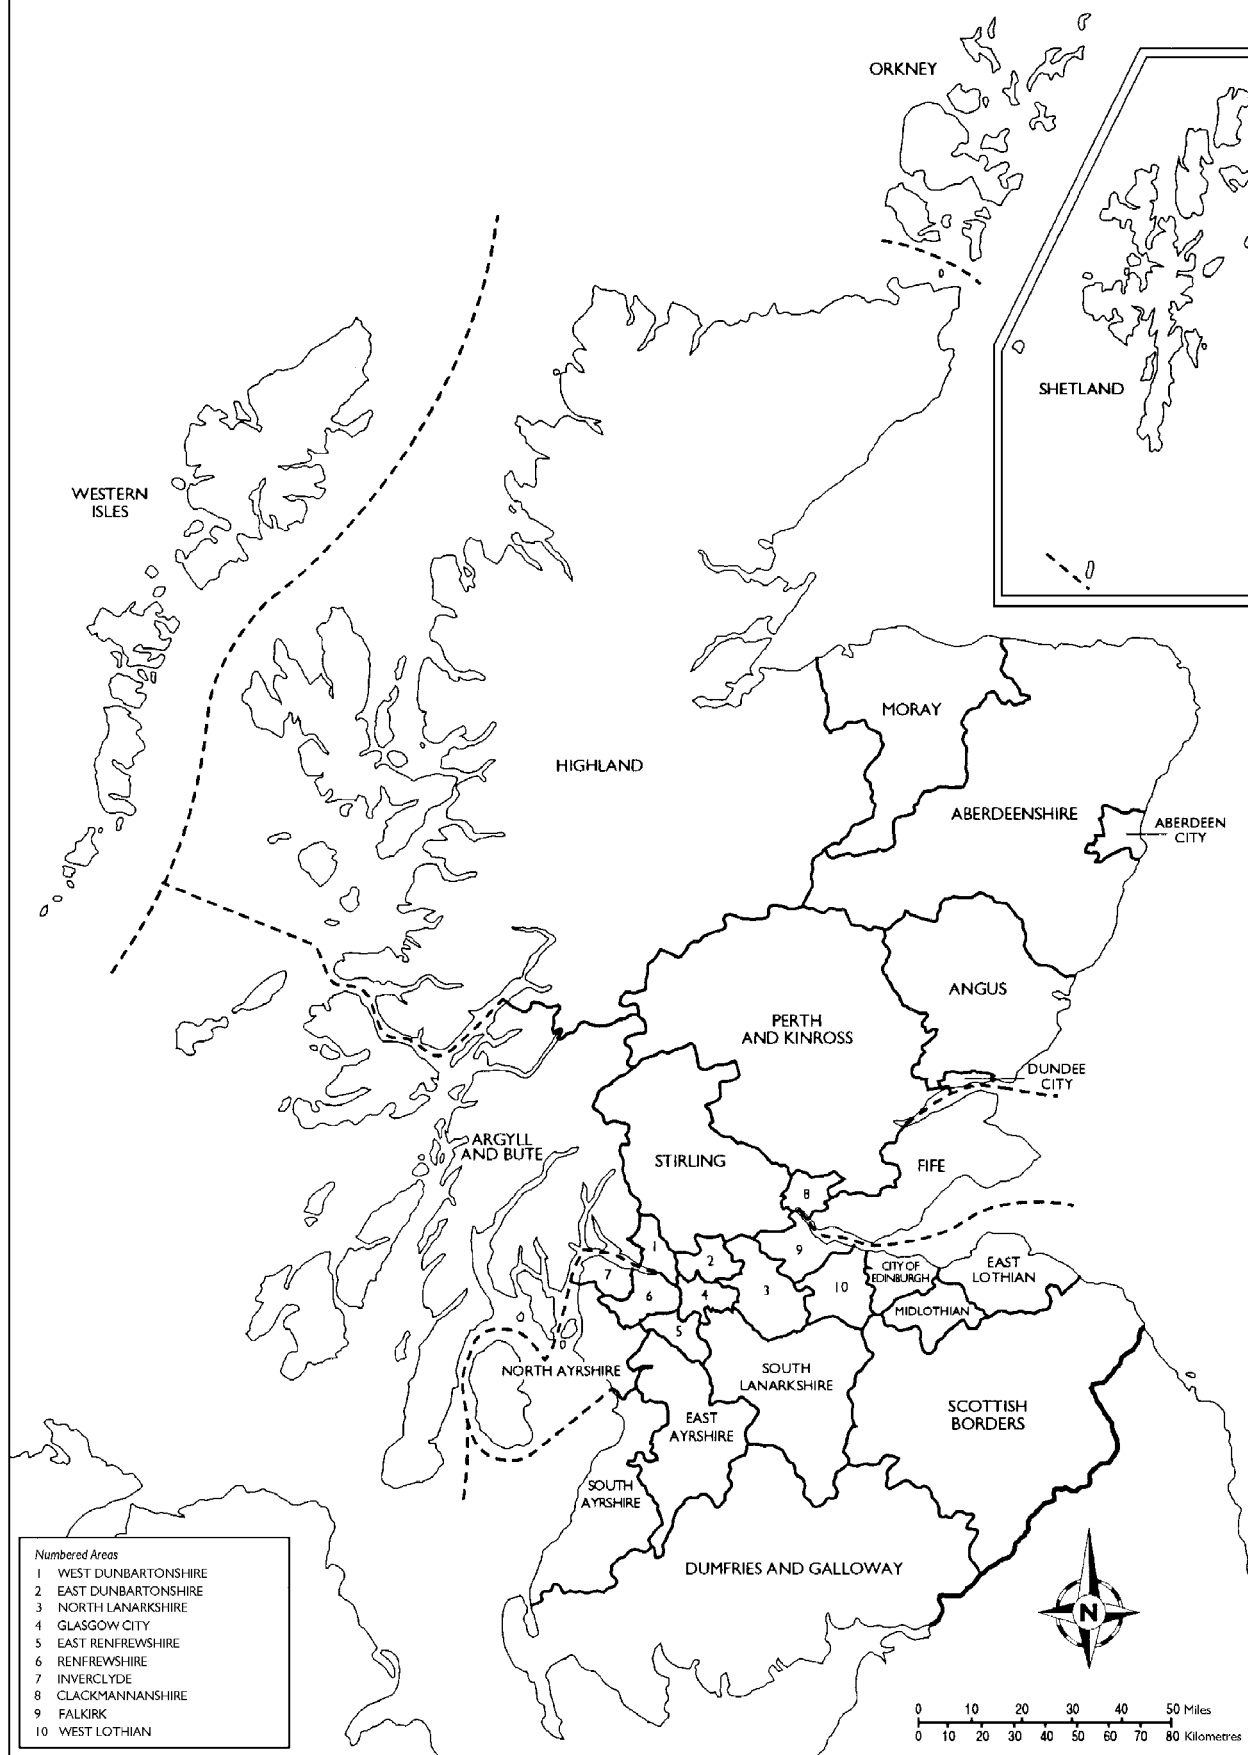 ORKNEY
SHETLAND
WESTERN
ISLES
MORAY
HIGHLAND
ABERDEENSHIRE
ABERDEEN
CITY
ANGUS
PERTH
AND KINROSS
DUNDEE
CITY
ARGYLL
AND BUTE
STIRLING
FIFE
8
1
2
9
CITY OF
EDINBURGH
EAST
LOTHIAN
7
6
4
3
10
MIDLOTHIAN
5
NORTH AYRSHIRE
SOUTH
LANARKSHIRE
SCOTTISH
BORDERS
EAST
AYRSHIRE
SOUTH
AYRSHIRE
DUMFRIES AND GALLOWAY
N
Numbered Areas
1 WEST DUNBARTONSHIRE
2 EAST DUNBARTONSHIRE
3 NORTH LANARKSHIRE
4 GLASGOW CITY
5 EAST RENFREWSHIRE
6 RENFREWSHIRE
7 INVERCLYDE
8 CLACKMANNANSHIRE
9 FALKIRK
10 WEST LOTHIAN
0 10 20 30 40 50 Miles
0 10 20 30 40 50 60 70 80 Kilometres